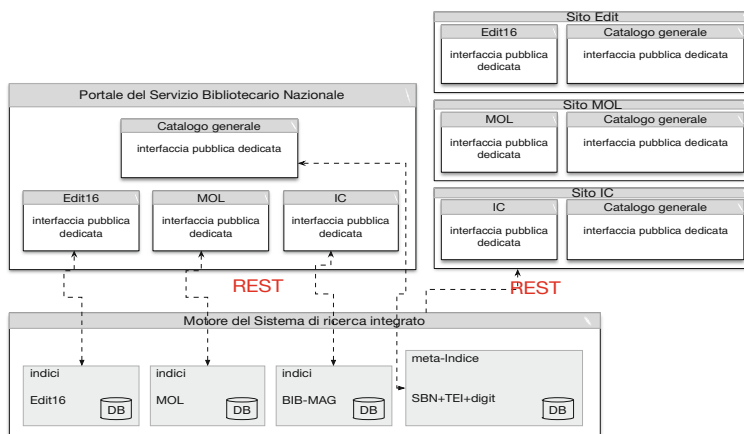 Sito Edit
Edit16
interfaccia pubblica
dedicata
Catalogo generale
interfaccia pubblica dedicata
Portale del Servizio Bibliotecario Nazionale
Catalogo generale
interfaccia pubblica dedicata
Edit16
interfaccia pubblica
dedicata
MOL
interfaccia pubblica
dedicata
IC
interfaccia pubblica
dedicata
Sito MOL
MOL
interfaccia pubblica
dedicata
Catalogo generale
interfaccia pubblica dedicata
Sito IC
IC
interfaccia pubblica
dedicata
Catalogo generale
interfaccia pubblica dedicata
REST
REST
Motore del Sistema di ricerca integrato
indici
Edit16
DB
indici
MOL
DB
indici
BIB-MAG
DB
meta-Indice
SBN+TEI+digit
DB